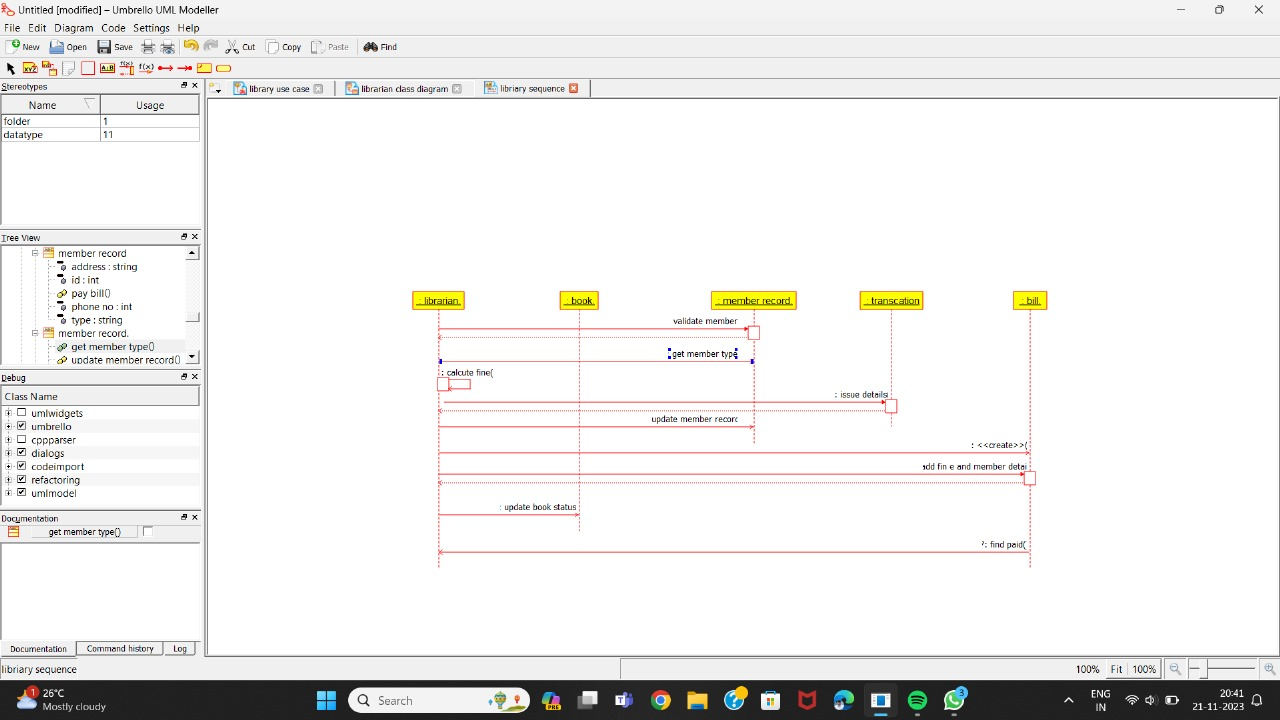 Untitled [modified] – Umbrello UML Modeller
File Edit Diagram Code Settings Help
New Open Save Cut Copy Paste Find
Stereotypes
Name Usage
folder 1
datatype 11
Tree View
member record
address : string
id : int
pay bill()
phone no : int
type : string
member record.
get member type()
update member record()
Debug
Class Name
umlwidgets
umbrello
cppparser
dialogs
codeimport
refactoring
umlmodel
Documentation
get member type()
Documentation Command history Log
library use case librarian class diagram libriary sequence
: librarian. : book. : member record. : transcation : bill.
validate member
get member type
: calcute fine(
: issue details
update member recorc
: <<create>>(
add fin e and member detai
: update book status
?: find paid(
libriary sequence
100% Fit 100%
1
26°C
Mostly cloudy
Search
PRE
3
ENG
IN
20:41
21-11-2023